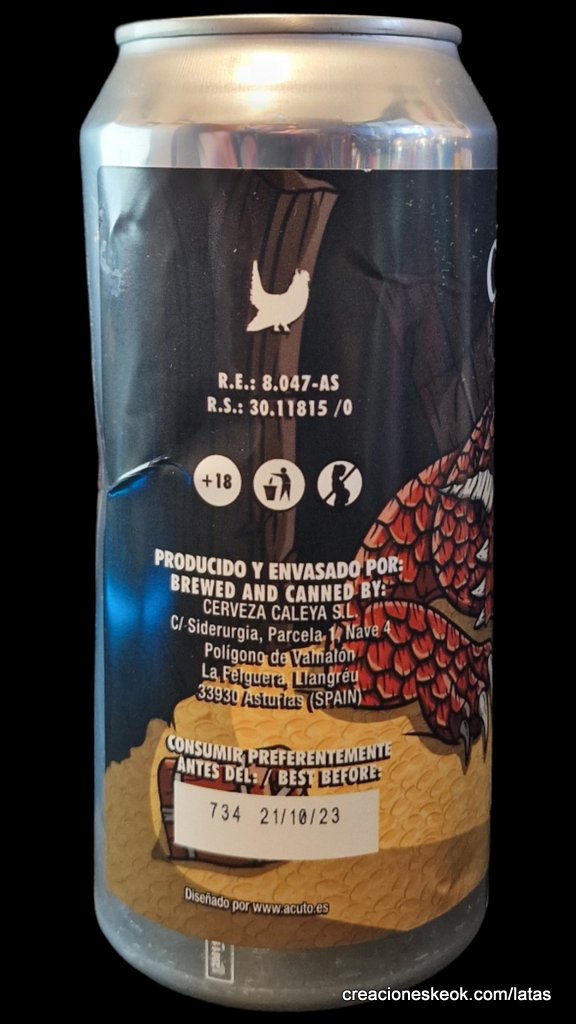 R.E.: 8.047-AS
R.S.: 30.11815 /0
+18
PRODUCIDO Y ENVASADO POR:
BREWED AND CANNED BY:
CERVEZA CALEYA S.L.
C/ Siderurgia, Parcela 1, Nave 4
Polígono de Valnalón
La Felguera, Llangréu
33930 Asturias (SPAIN)
CONSUMIR PREFERENTEMENTE
ANTES DEL: / BEST BEFORE:
734 21/10/23
Diseñado por www.acuto.es
creacioneskeok.com/latas